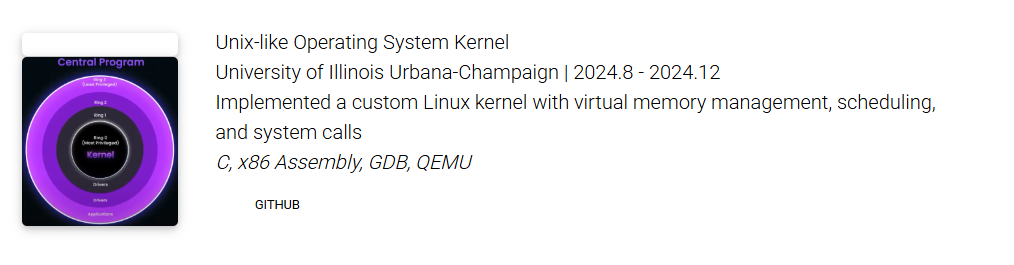 Central Program
Ring 3
(Least Privileged)
Ring 2
Ring 1
Ring 0
(Most Privileged)
Kernel
Drivers
Drivers
Applications
Unix-like Operating System Kernel
University of Illinois Urbana-Champaign | 2024.8 - 2024.12
Implemented a custom Linux kernel with virtual memory management, scheduling,
and system calls
C, x86 Assembly, GDB, QEMU
GITHUB